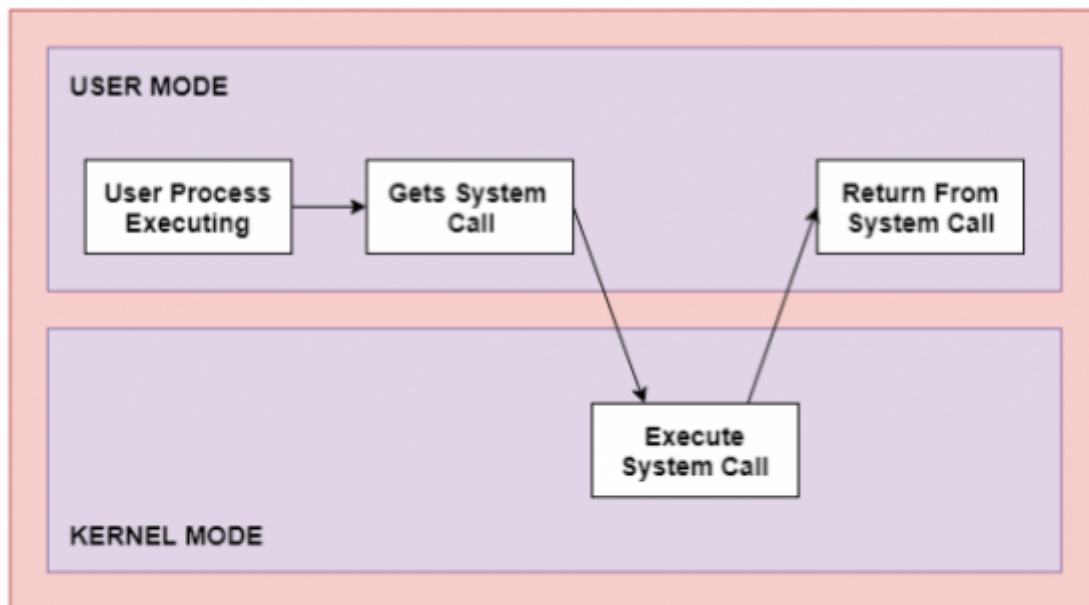 USER MODE
User Process
Executing
Gets System
Call
Return From
System Call
Execute
System Call
KERNEL MODE